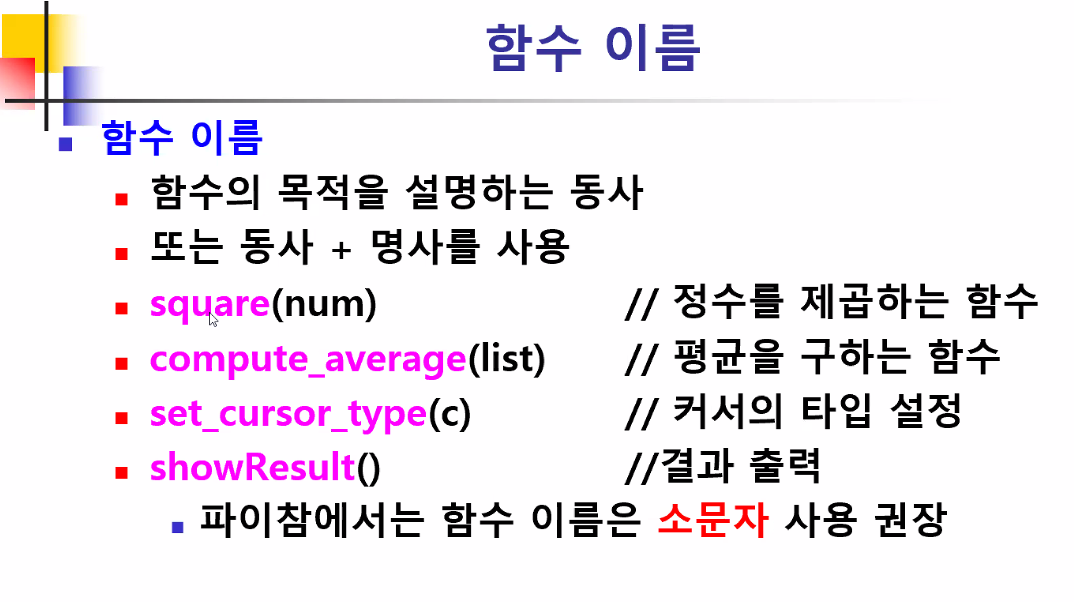 함수 이름
함수 이름
함수의 목적을 설명하는 동사
또는 동사 + 명사를 사용
square(num) // 정수를 제곱하는 함수
compute_average(list) // 평균을 구하는 함수
set_cursor_type(c) // 커서의 타입 설정
showResult() //결과 출력
파이참에서는 함수 이름은 소문자 사용 권장